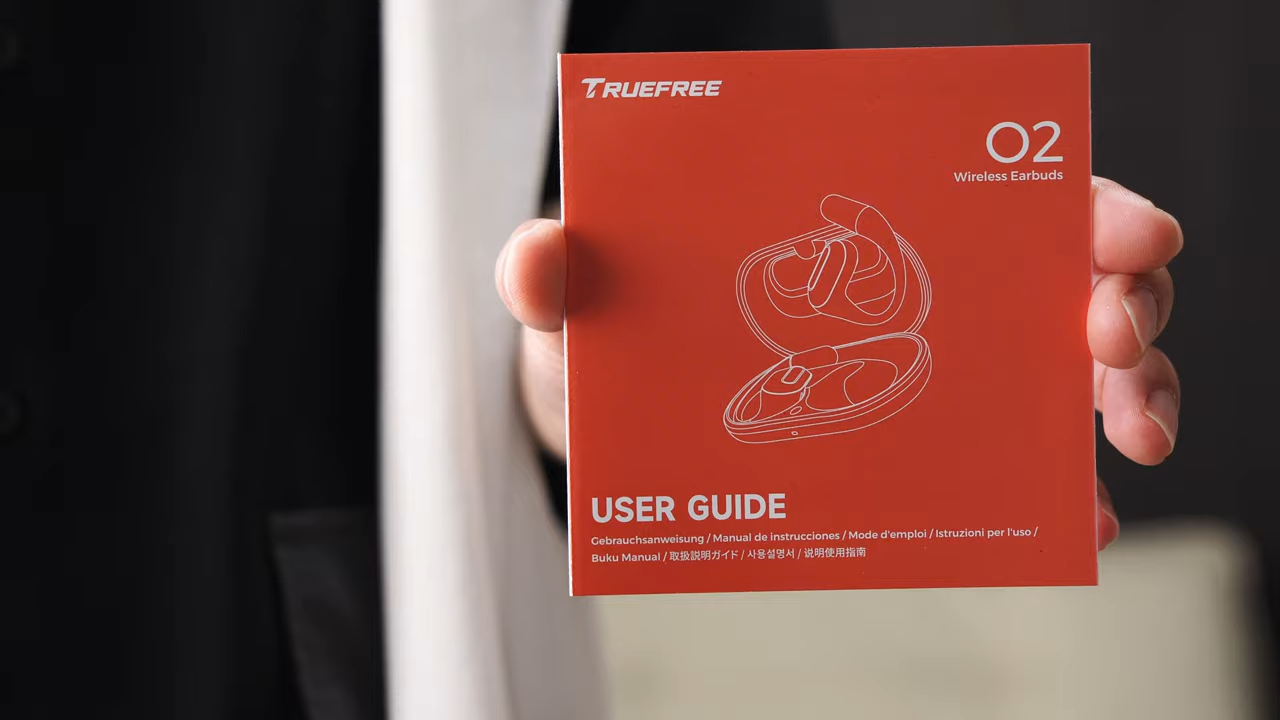 TRUEFREE
O2
Wireless Earbuds
USER GUIDE
Gebrauchsanweisung / Manual de instrucciones / Mode d'emploi / Istruzioni per l'uso /
Buku Manual / 取扱説明ガイド / 사용설명서 / 说明使用指南